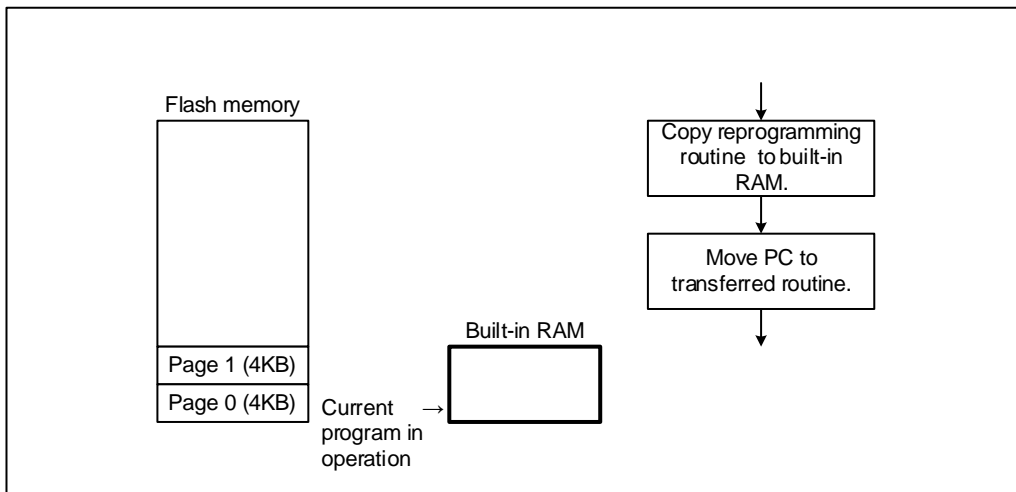 Flash memory
Page 1 (4KB)
Page 0 (4KB)
Current →
program in
operation
Built-in RAM
Copy reprogramming
routine to built-in
RAM.
Move PC to
transferred routine.